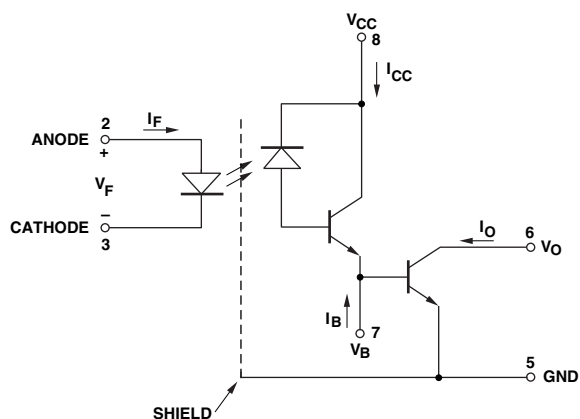 VCC
8
ICC
2
IF
ANODE
+
VF
–
CATHODE
3
IO
6
VO
IB
7
VB
5
GND
SHIELD